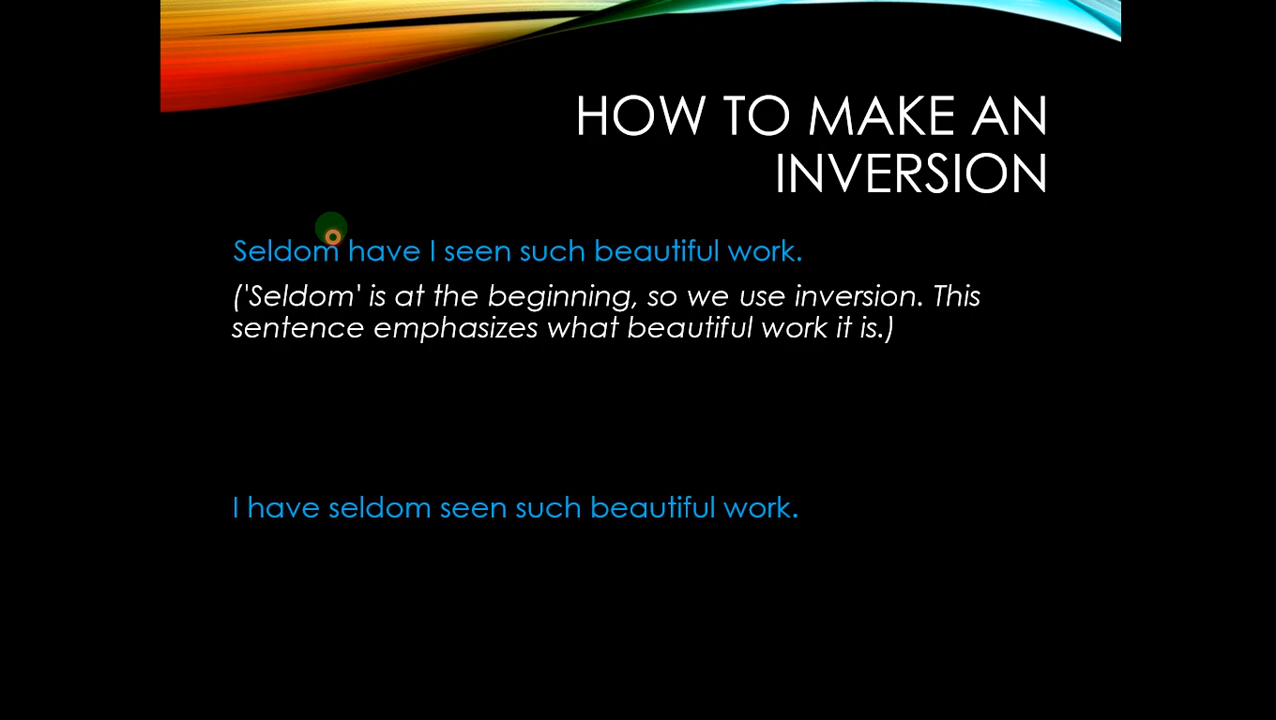 HOW TO MAKE AN
INVERSION
Seldom have I seen such beautiful work.
('Seldom' is at the beginning, so we use inversion. This
sentence emphasizes what beautiful work it is.)
I have seldom seen such beautiful work.